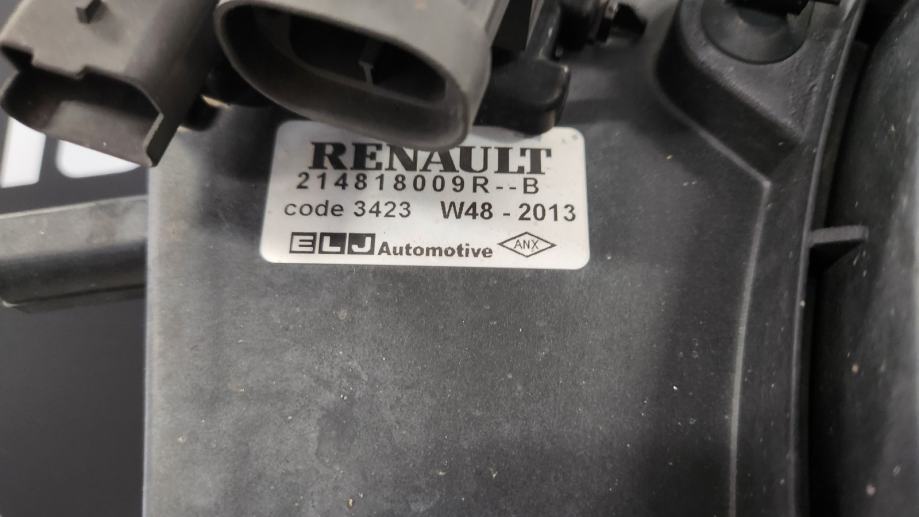 RENAULT
214818009R--B
code 3423 W48 - 2013
ELJ Automotive ANX